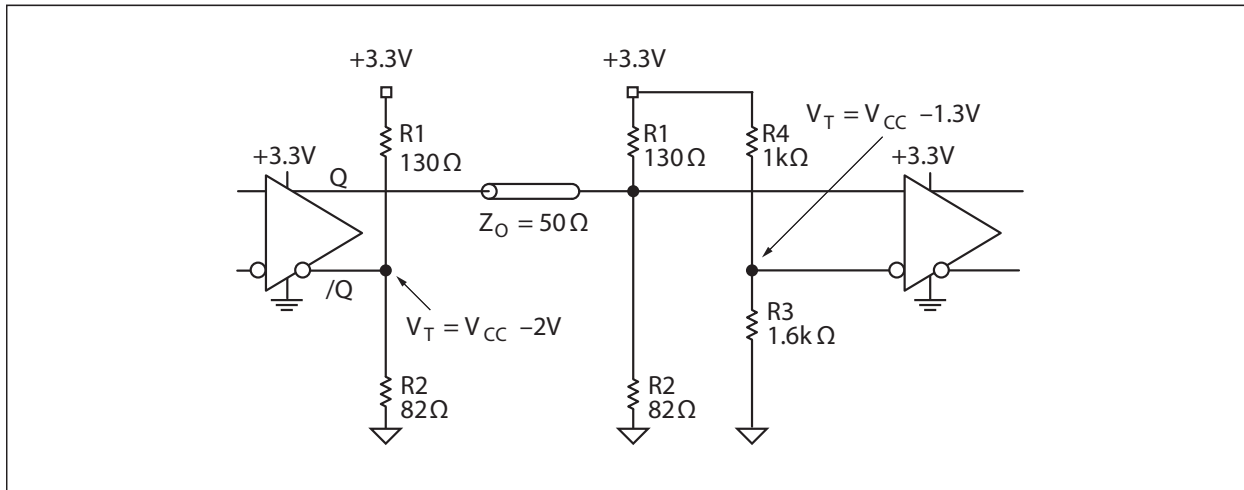 +3.3V
+3.3V
V_T = V_CC –1.3V
R1
130Ω
R1
130Ω
R4
1kΩ
+3.3V
+3.3V
Q
Z_O = 50Ω
/Q
R3
1.6kΩ
V_T = V_CC –2V
R2
82Ω
R2
82Ω